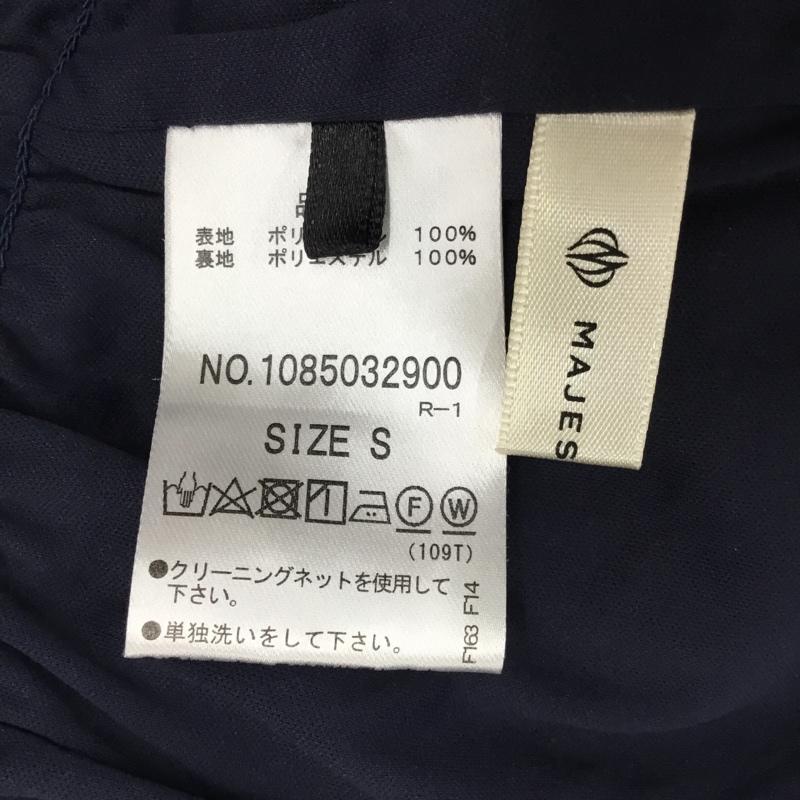 品
表地 ポリ ル 100%
裏地 ポリエステル 100%
NO.1085032900
R-1
SIZE S
F W
(109T)
●クリーニングネットを使用して
下さい。
●単独洗いをして下さい。
F163 F14
MAJES